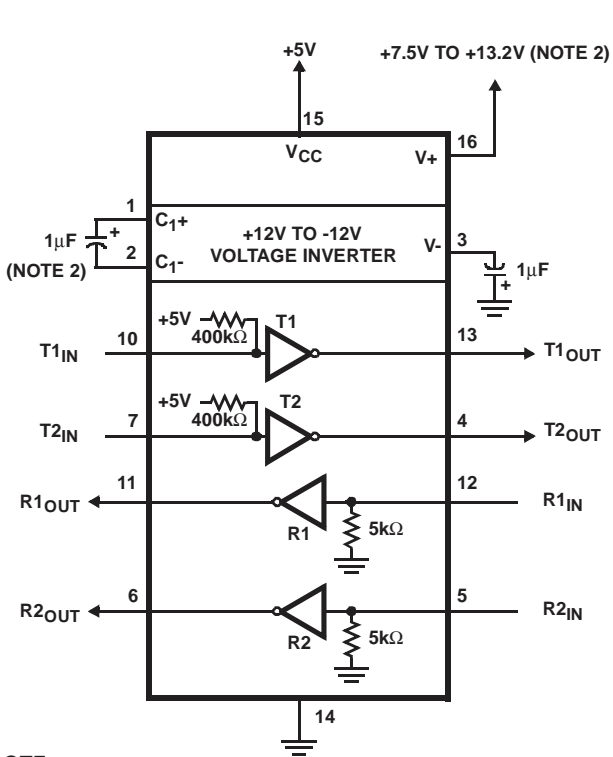 +5V
+7.5V TO +13.2V (NOTE 2)
15
16
VCC
V+
1
C1+
1µF
+
(NOTE 2)
2
C1-
+12V TO -12V
VOLTAGE INVERTER
V-
3
1µF
+
+5V
400kΩ
T1
T1IN
10
13
T1OUT
+5V
400kΩ
T2
T2IN
7
4
T2OUT
R1OUT
11
12
R1IN
R1
5kΩ
R2OUT
6
5
R2IN
R2
5kΩ
14